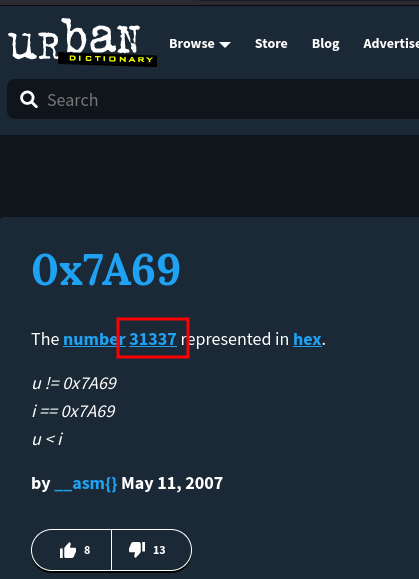 urban
DICTIONARY
Browse Store Blog Advertise
Search
0x7A69
The number 31337 represented in hex.
u != 0x7A69
i == 0x7A69
u < i
by __asm{} May 11, 2007
8 13